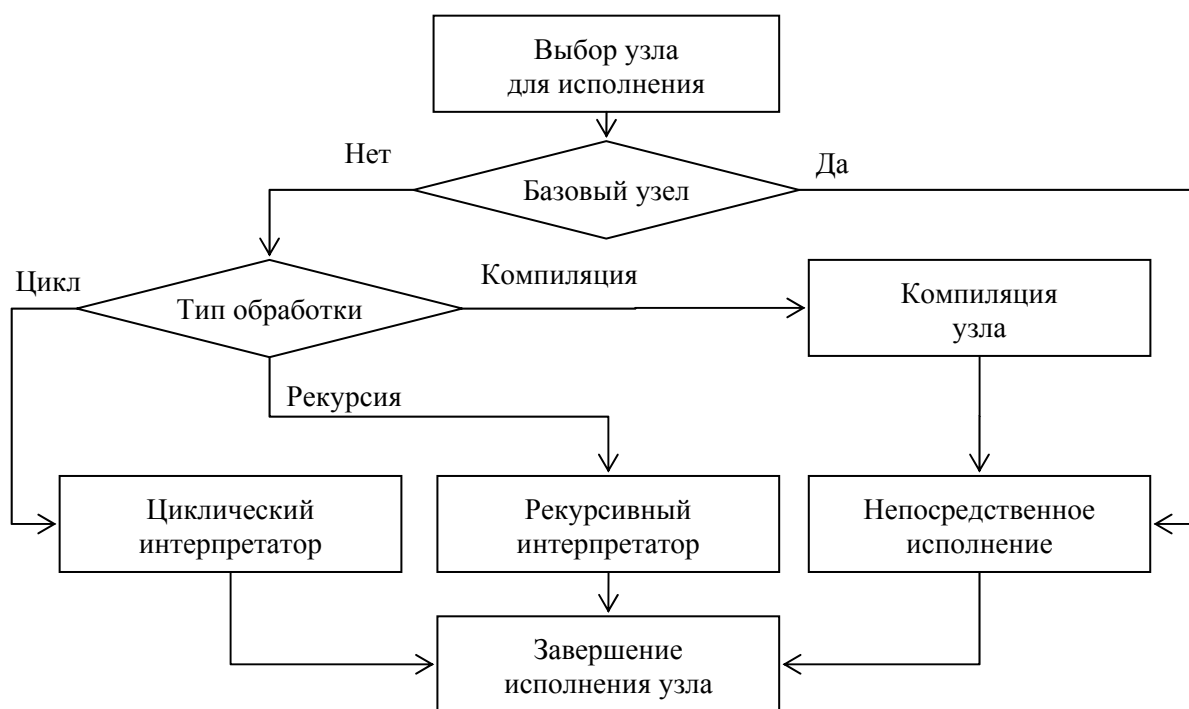 Выбор узла
для исполнения
Нет
Да
Базовый узел
Цикл
Компиляция
Тип обработки
Компиляция
узла
Рекурсия
Циклический
интерпретатор
Рекурсивный
интерпретатор
Непосредственное
исполнение
Завершение
исполнения узла